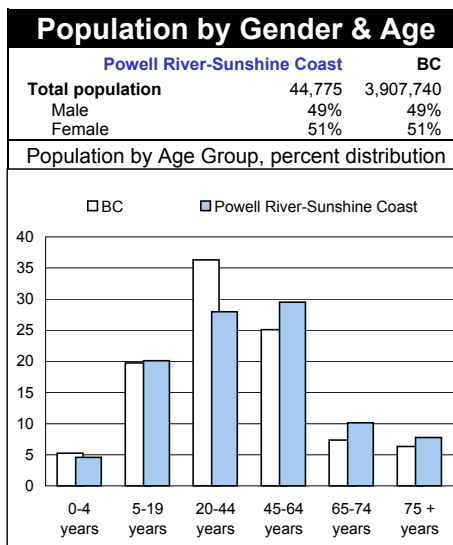 Population by Gender & Age
Powell River-Sunshine Coast BC
Total population 44,775 3,907,740
Male 49% 49%
Female 51% 51%
Population by Age Group, percent distribution
BC Powell River-Sunshine Coast
40
35
30
25
20
15
10
5
0
0-4 5-19 20-44 45-64 65-74 75 +
years years years years years years